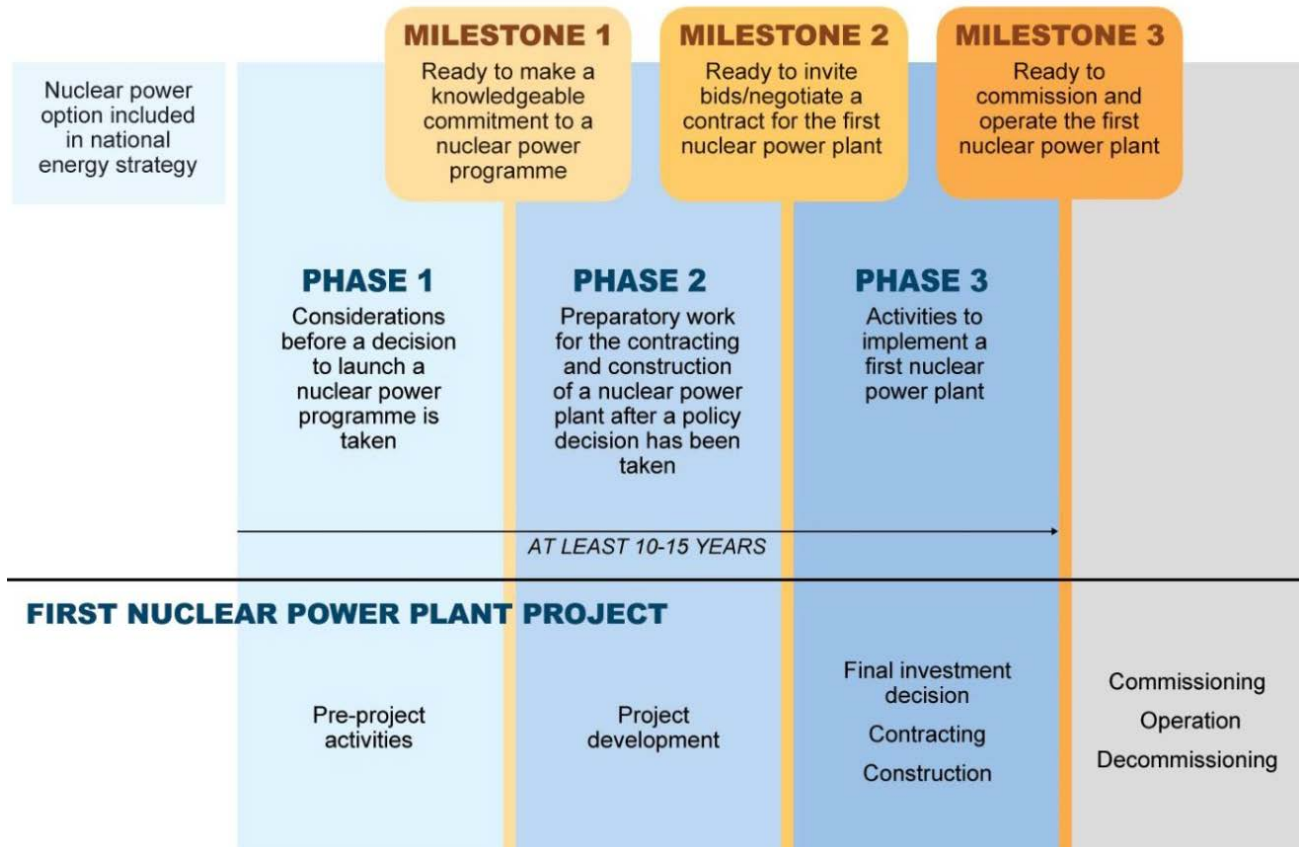 MILESTONE 1
Ready to make a
knowledgeable
commitment to a
nuclear power
programme
MILESTONE 2
Ready to invite
bids/negotiate a
contract for the first
nuclear power plant
MILESTONE 3
Ready to
commission and
operate the first
nuclear power plant
Nuclear power
option included
in national
energy strategy
PHASE 1
Considerations
before a decision
to launch a
nuclear power
programme is
taken
PHASE 2
Preparatory work
for the contracting
and construction
of a nuclear power
plant after a policy
decision has been
taken
PHASE 3
Activities to
implement a
first nuclear
power plant
AT LEAST 10-15 YEARS
FIRST NUCLEAR POWER PLANT PROJECT
Pre-project
activities
Project
development
Final investment
decision
Contracting
Construction
Commissioning
Operation
Decommissioning